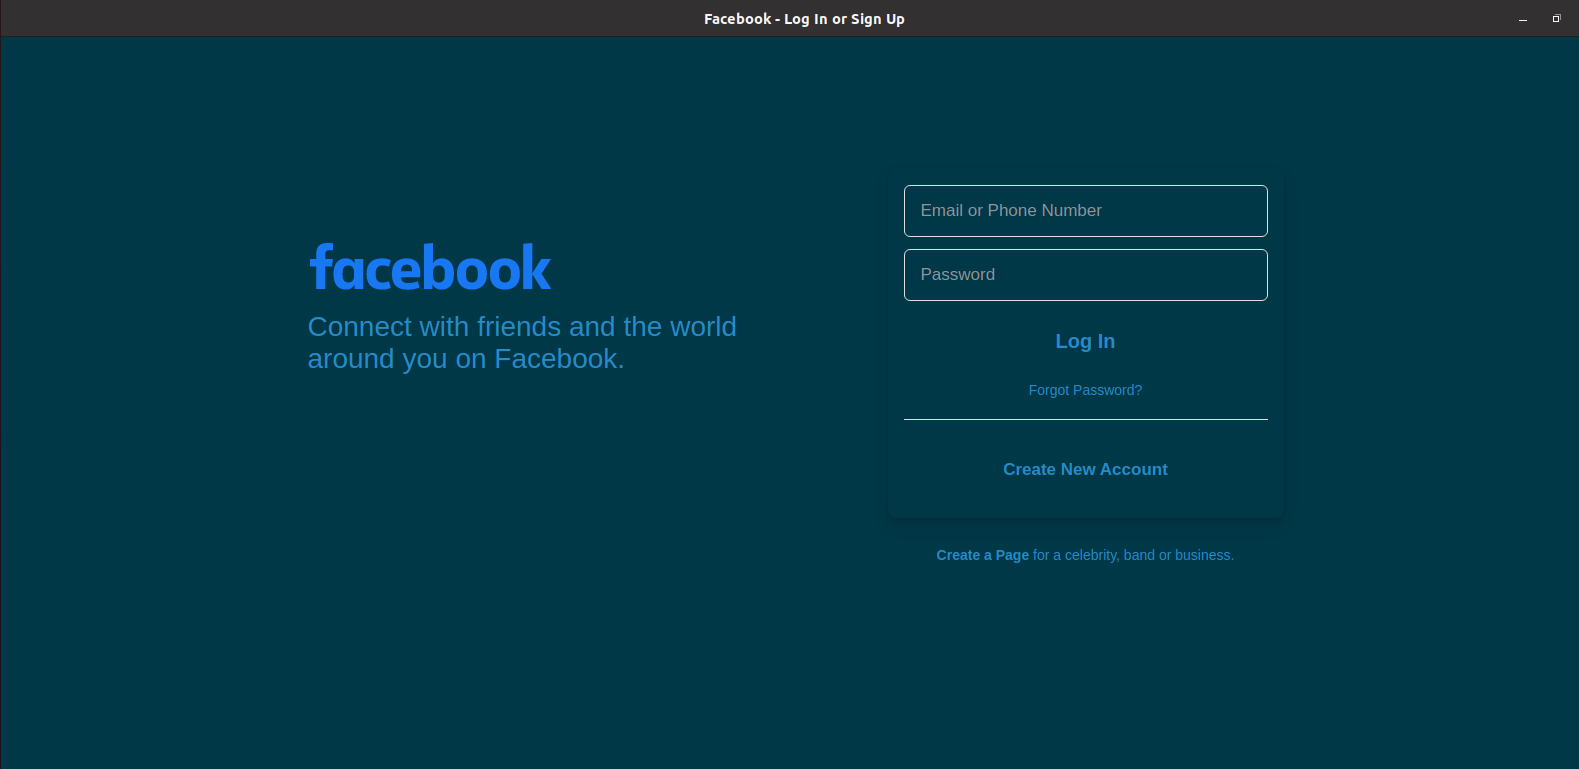 Facebook - Log In or Sign Up
facebook
Connect with friends and the world
around you on Facebook.
Email or Phone Number
Password
Log In
Forgot Password?
Create New Account
Create a Page for a celebrity, band or business.